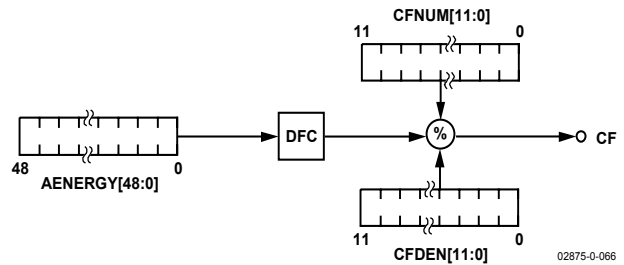 CFNUM[11:0]
11 0
DFC % CF
48 0
AENERGY[48:0]
11 0
CFDEN[11:0]
02875-0-066